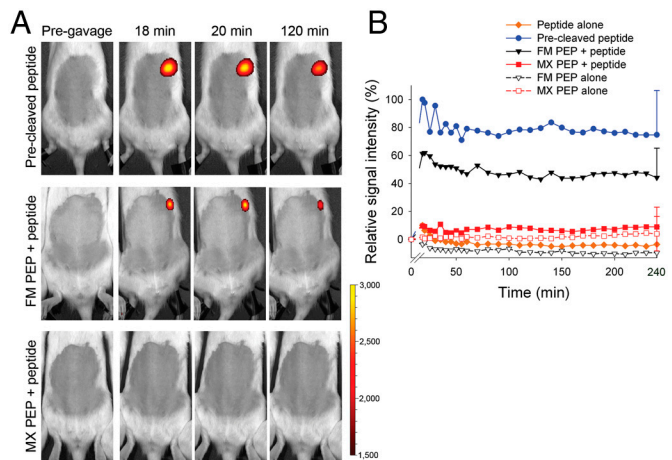 A
Pre-gavage 18 min 20 min 120 min
Pre-cleaved peptide
FM PEP + peptide
MX PEP + peptide
3,000
2,500
2,000
1,500
B
Peptide alone
Pre-cleaved peptide
FM PEP + peptide
MX PEP + peptide
FM PEP alone
MX PEP alone
Relative signal intensity (%)
100
80
60
40
20
0
0 50 100 150 200 240
Time (min)